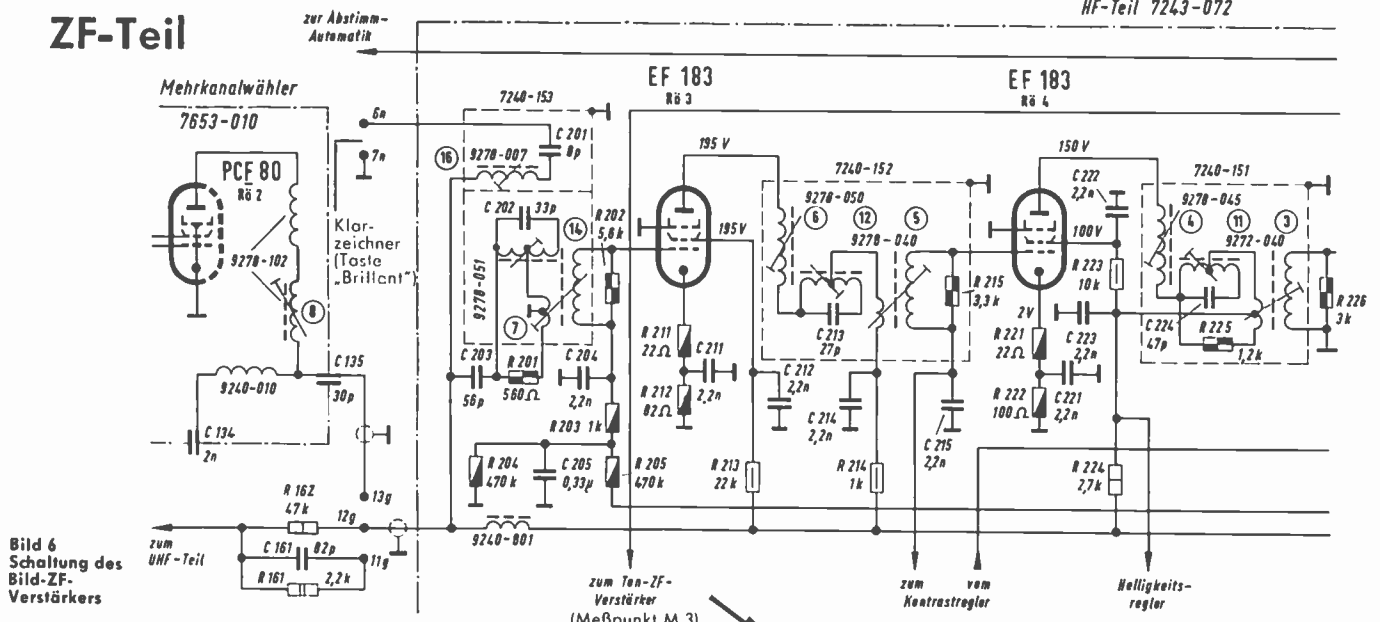 HF-Teil 7243-072
ZF-Teil
zur Abstimm-
Automatik
Mehrkanalwähler
7653-010
PCF 80
Rö 2
9278-102
8
9240-010
C 135
30p
C 134
2n
6n
7n
Klar-
zeichner
(Taste
„Brillant")
13g
12g
11g
R 162
47k
C 161
82p
R 161
2,2k
zum
UHF-Teil
Bild 6
Schaltung des
Bild-ZF-
Verstärkers
7240-153
16
9278-007
C 201
8p
C 202
33p
14
R 202
5,6k
9278-051
7
C 203
56p
R 201
560Ω
C 204
2,2n
R 203 1k
R 204
470k
C 205
0,33µ
R 205
470k
9240-801
EF 183
Rö 3
195V
195V
R 211
22Ω
C 211
2,2n
R 212
82Ω
C 212
2,2n
R 213
22k
zum Ton-ZF-
Verstärker
(Meßpunkt M 3)
7240-152
9278-050
6
12
5
9278-040
C 213
27p
R 215
3,3k
C 214
2,2n
C 215
2,2n
R 214
1k
zum
Kontrastregler
vom
EF 183
Rö 4
150V
C 222
2,2n
100V
R 223
10k
2V
R 221
22Ω
C 223
2,2n
R 222
100Ω
C 221
2,2n
R 224
2,7k
Helligkeits-
regler
7240-151
9278-045
4
11
3
9272-040
C 224
47p
R 225
1,2k
R 226
3k